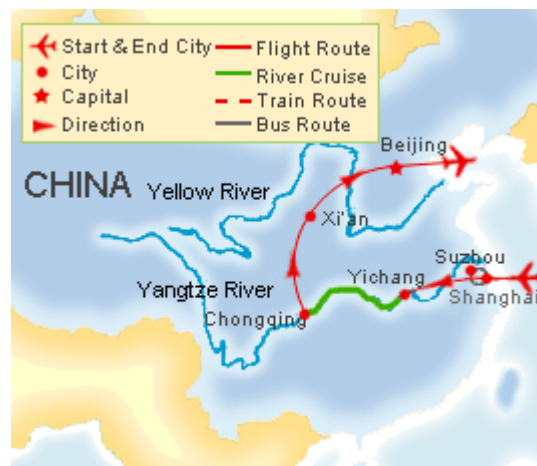 Start & End City
City
Capital
Direction
Flight Route
River Cruise
Train Route
Bus Route
Beijing
CHINA
Yellow River
Xi'an
Suzhou
Yichang
Yangtze River
Shanghai
Chongqing